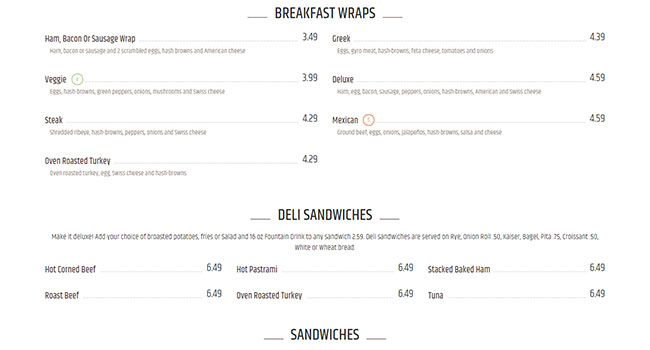 BREAKFAST WRAPS
Ham, Bacon Or Sausage Wrap 3.49
Ham, bacon or sausage and 2 scrambled eggs, hash browns and American cheese
Greek 4.39
Eggs, gyro meat, hash-browns, feta cheese, tomatoes and onions
Veggie 3.99
Eggs, hash-browns, green peppers, onions, mushrooms and Swiss cheese
Deluxe 4.59
Ham, egg, bacon, sausage, peppers, onions, hash-browns, American and Swiss cheese
Steak 4.29
Shredded ribeye, hash-browns, peppers, onions and Swiss cheese
Mexican 4.59
Ground beef, eggs, onions, jalapeños, hash-browns, salsa and cheese
Oven Roasted Turkey 4.29
Oven roasted turkey, egg, Swiss cheese and hash-browns
DELI SANDWICHES
Make it deluxe! Add your choice of broasted potatoes, fries or Salad and 16 oz Fountain Drink to any sandwich 2.59. Deli Sandwiches are served on Rye, Onion Roll .50, Kaiser, Bagel, Pita .75, Croissant .50,
White or Wheat bread.
Hot Corned Beef 6.49
Hot Pastrami 6.49
Stacked Baked Ham 6.49
Roast Beef 6.49
Oven Roasted Turkey 6.49
Tuna 6.49
SANDWICHES